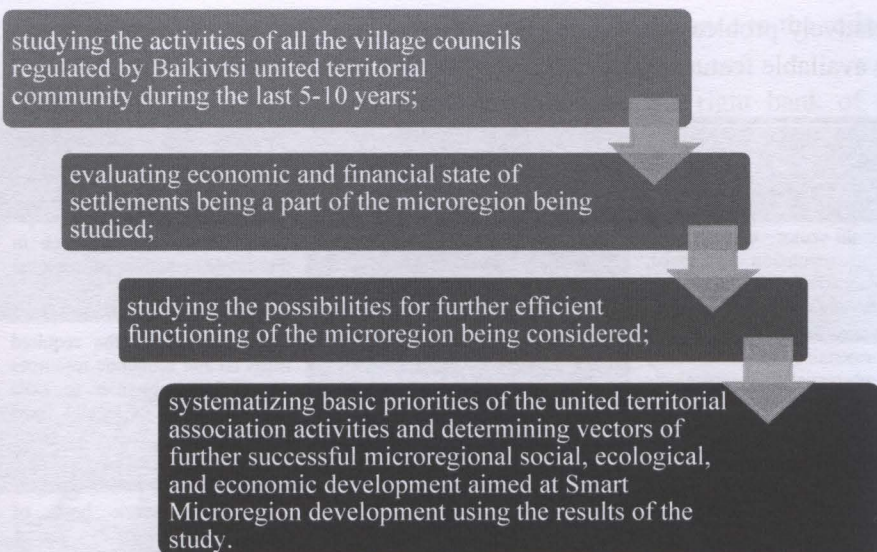 sively problem
available featur
studying the activities of all the village councils
regulated by Baikivtsi united territorial
community during the last 5-10 years;
evaluating economic and financial state of
settlements being a part of the microregion being
studied;
studying the possibilities for further efficient
functioning of the microregion being considered;
systematizing basic priorities of the united territorial
association activities and determining vectors of
further successful microregional social, ecological,
and economic development aimed at Smart
Microregion development using the results of the
study.